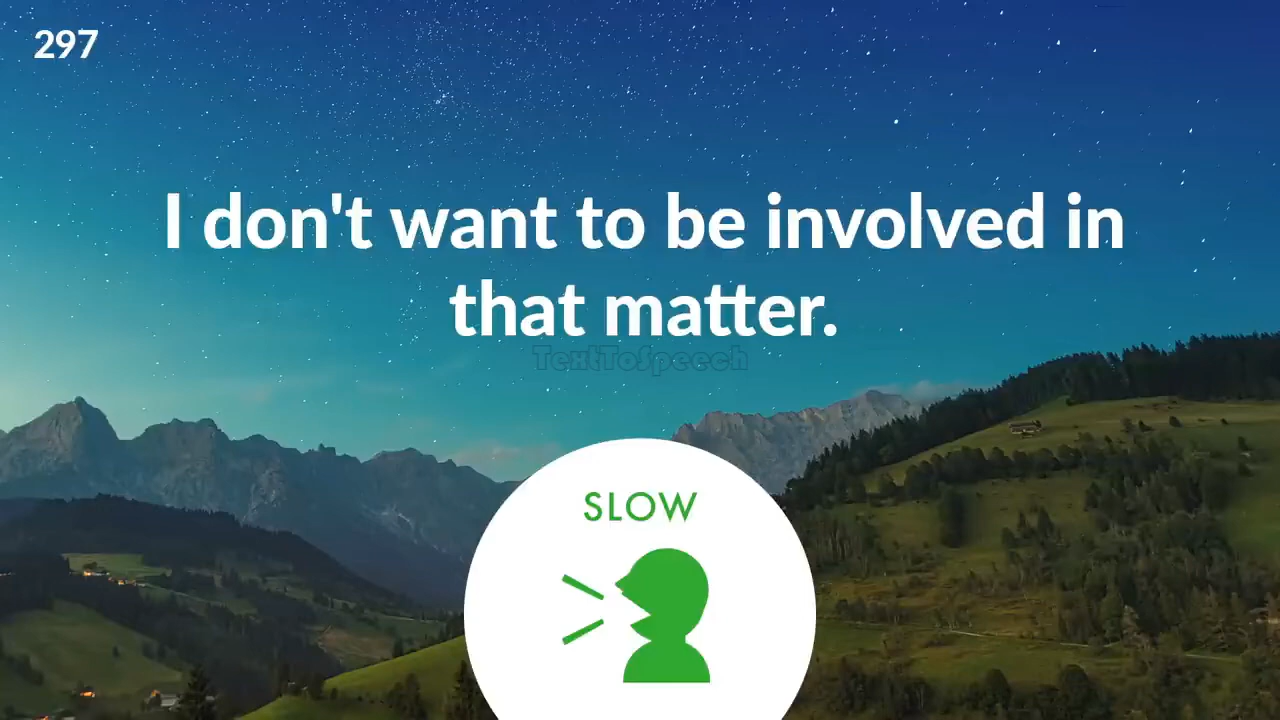 297
I don't want to be involved in
that matter.
TextToSpeech
SLOW